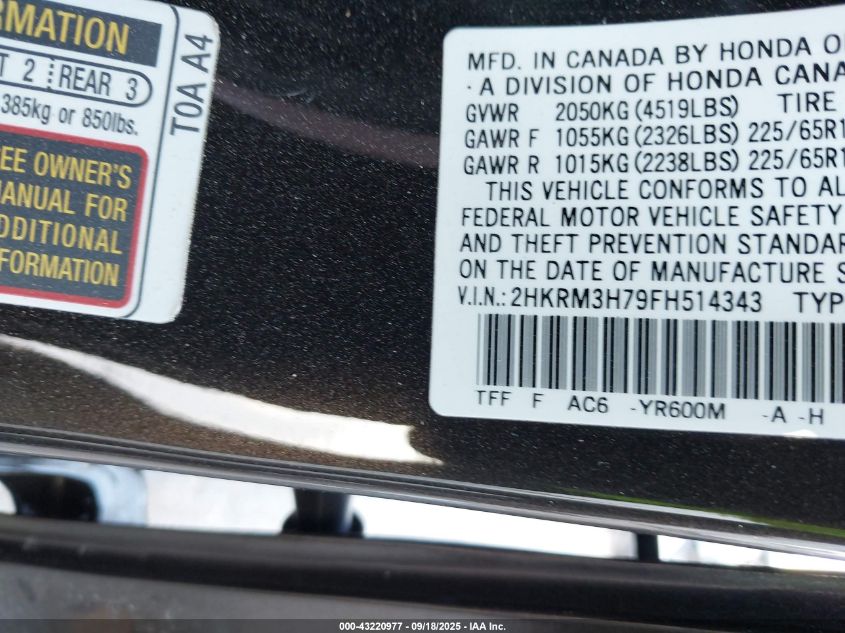 RMATION
T 2 REAR 3
385kg or 850lbs.
EE OWNER'S
MANUAL FOR
DDITIONAL
FORMATION
T0A A4
MFD. IN CANADA BY HONDA O
· A DIVISION OF HONDA CANA
GVWR 2050KG (4519LBS) TIRE
GAWR F 1055KG (2326LBS) 225/65R1
GAWR R 1015KG (2238LBS) 225/65R1
THIS VEHICLE CONFORMS TO AL
FEDERAL MOTOR VEHICLE SAFETY
AND THEFT PREVENTION STANDAR
ON THE DATE OF MANUFACTURE S
V.I.N.: 2HKRM3H79FH514343 TYP
TFF F AC6 -YR600M -A -H
000-43220977 - 09/18/2025 - IAA Inc.